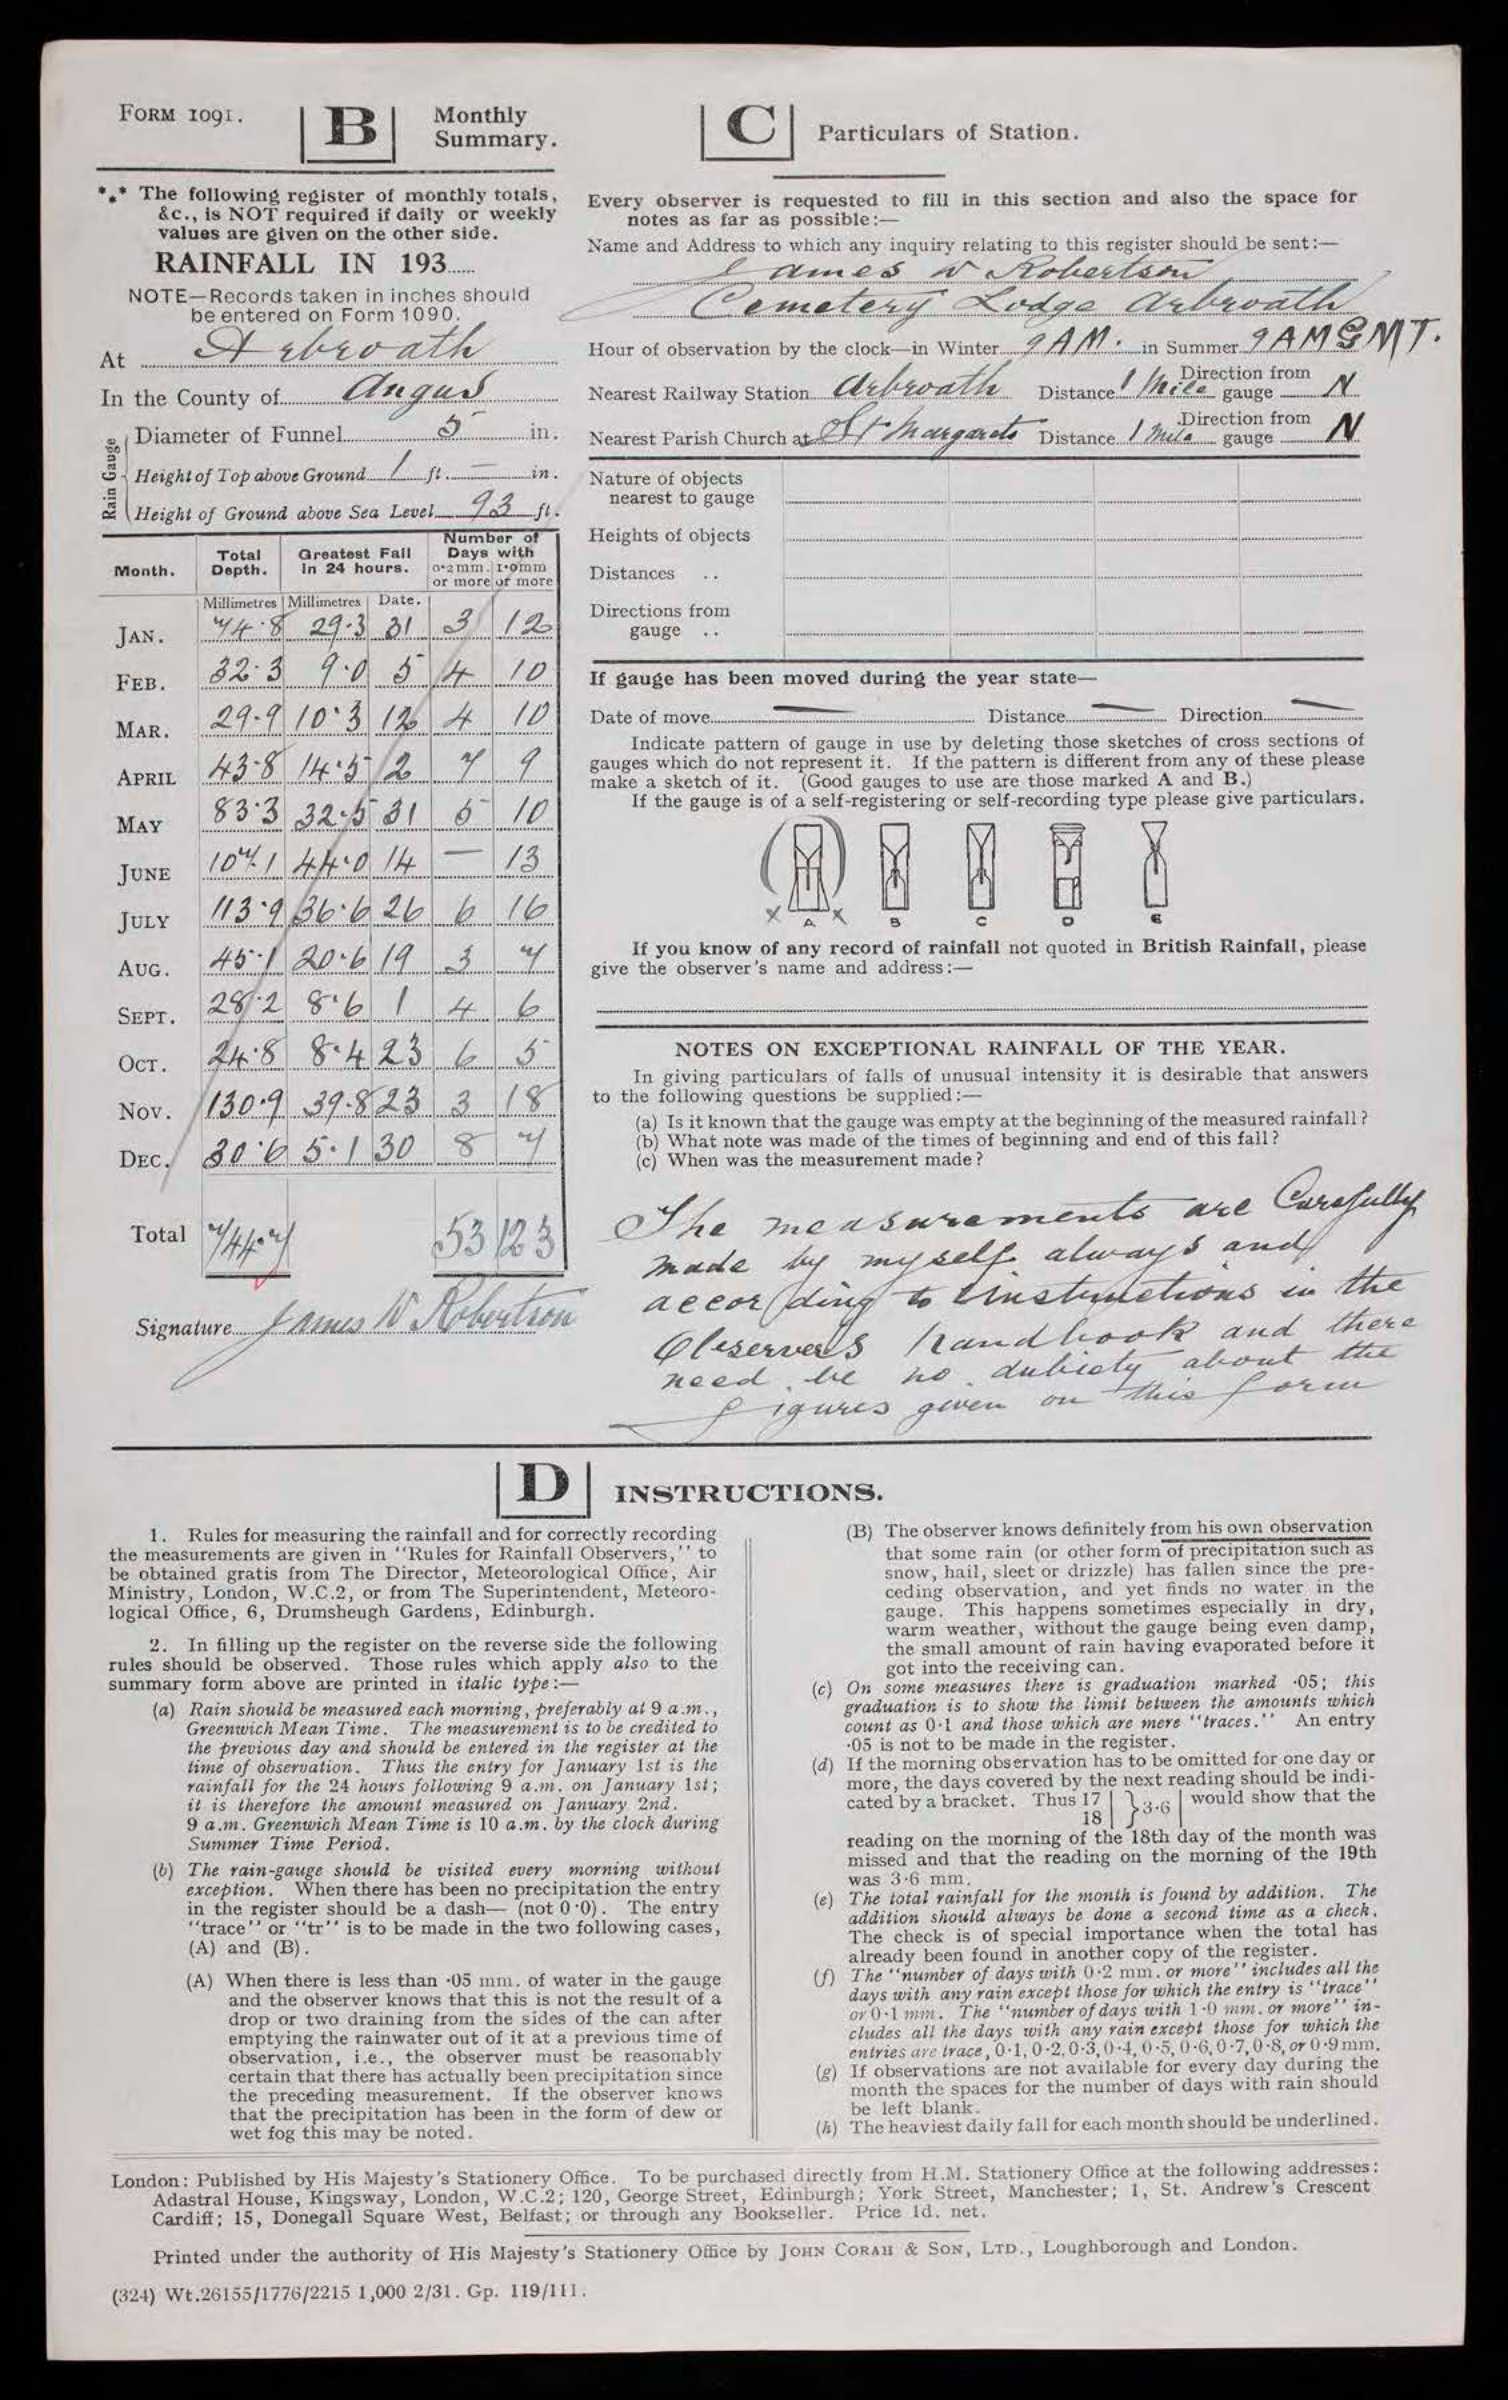 FORM 1091.
B
Monthly
Summary.
*** The following register of monthly totals,
&c., is NOT required if daily or weekly
values are given on the other side.
RAINFALL IN 193......
NOTE—Records taken in inches should
be entered on Form 1090.
At Arbroath
In the County of Angus
Rain Gauge
Diameter of Funnel 5 in.
Height of Top above Ground 1 ft. — in.
Height of Ground above Sea Level 93 ft.
Month. Total Depth. Greatest Fall in 24 hours. Number of Days with
0·2 mm. or more 1·0 mm or more
Millimetres Millimetres Date.
JAN. 74·8 29·3 31 3 12
FEB. 32·3 9·0 5 4 10
MAR. 29·9 10·3 12 4 10
APRIL 43·8 14·5 2 7 9
MAY 83·3 32·5 31 5 10
JUNE 107·1 44·0 14 — 13
JULY 113·9 36·6 26 6 16
AUG. 45·1 20·6 19 3 7
SEPT. 28·2 8·6 1 4 6
OCT. 24·8 8·4 23 6 5
NOV. 130·9 39·8 23 3 18
DEC. 30·6 5·1 30 8 7
Total 744·7 53 123
Signature James W Robertson
C
Particulars of Station.
Every observer is requested to fill in this section and also the space for
notes as far as possible:—
Name and Address to which any inquiry relating to this register should be sent:—
James W Robertson
Cemetery Lodge Arbroath
Hour of observation by the clock—in Winter 9 AM. in Summer 9 AM GMT.
Nearest Railway Station Arbroath Distance 1 Mile Direction from gauge N
Nearest Parish Church at St Margarets Distance 1 Mile Direction from gauge N
Nature of objects
nearest to gauge
Heights of objects
Distances ..
Directions from
gauge ..
If gauge has been moved during the year state—
Date of move — Distance — Direction —
Indicate pattern of gauge in use by deleting those sketches of cross sections of
gauges which do not represent it. If the pattern is different from any of these please
make a sketch of it. (Good gauges to use are those marked A and B.)
If the gauge is of a self-registering or self-recording type please give particulars.
( )
x A x B C D E
If you know of any record of rainfall not quoted in British Rainfall, please
give the observer's name and address:—
NOTES ON EXCEPTIONAL RAINFALL OF THE YEAR.
In giving particulars of falls of unusual intensity it is desirable that answers
to the following questions be supplied:—
(a) Is it known that the gauge was empty at the beginning of the measured rainfall?
(b) What note was made of the times of beginning and end of this fall?
(c) When was the measurement made?
The measurements are Carefully
made by myself always and
according to instructions in the
Observers handbook and there
need be no dubiety about the
figures given on this form
D
INSTRUCTIONS.
1. Rules for measuring the rainfall and for correctly recording
the measurements are given in "Rules for Rainfall Observers," to
be obtained gratis from The Director, Meteorological Office, Air
Ministry, London, W.C.2, or from The Superintendent, Meteoro-
logical Office, 6, Drumsheugh Gardens, Edinburgh.
2. In filling up the register on the reverse side the following
rules should be observed. Those rules which apply also to the
summary form above are printed in italic type:—
(a) Rain should be measured each morning, preferably at 9 a.m.,
Greenwich Mean Time. The measurement is to be credited to
the previous day and should be entered in the register at the
time of observation. Thus the entry for January 1st is the
rainfall for the 24 hours following 9 a.m. on January 1st;
it is therefore the amount measured on January 2nd.
9 a.m. Greenwich Mean Time is 10 a.m. by the clock during
Summer Time Period.
(b) The rain-gauge should be visited every morning without
exception. When there has been no precipitation the entry
in the register should be a dash— (not 0·0). The entry
"trace" or "tr" is to be made in the two following cases,
(A) and (B).
(A) When there is less than ·05 mm. of water in the gauge
and the observer knows that this is not the result of a
drop or two draining from the sides of the can after
emptying the rainwater out of it at a previous time of
observation, i.e., the observer must be reasonably
certain that there has actually been precipitation since
the preceding measurement. If the observer knows
that the precipitation has been in the form of dew or
wet fog this may be noted.
(B) The observer knows definitely from his own observation
that some rain (or other form of precipitation such as
snow, hail, sleet or drizzle) has fallen since the pre-
ceding observation, and yet finds no water in the
gauge. This happens sometimes especially in dry,
warm weather, without the gauge being even damp,
the small amount of rain having evaporated before it
got into the receiving can.
(c) On some measures there is graduation marked ·05; this
graduation is to show the limit between the amounts which
count as 0·1 and those which are mere "traces." An entry
·05 is not to be made in the register.
(d) If the morning observation has to be omitted for one day or
more, the days covered by the next reading should be indi-
cated by a bracket. Thus 17 | } 3·6 | would show that the
18 |
reading on the morning of the 18th day of the month was
missed and that the reading on the morning of the 19th
was 3·6 mm.
(e) The total rainfall for the month is found by addition. The
addition should always be done a second time as a check.
The check is of special importance when the total has
already been found in another copy of the register.
(f) The "number of days with 0·2 mm. or more" includes all the
days with any rain except those for which the entry is "trace"
or 0·1 mm. The "number of days with 1·0 mm. or more" in-
cludes all the days with any rain except those for which the
entries are trace, 0·1, 0·2, 0·3, 0·4, 0·5, 0·6, 0·7, 0·8, or 0·9 mm.
(g) If observations are not available for every day during the
month the spaces for the number of days with rain should
be left blank.
(h) The heaviest daily fall for each month should be underlined.
London: Published by His Majesty's Stationery Office. To be purchased directly from H.M. Stationery Office at the following addresses:
Adastral House, Kingsway, London, W.C.2; 120, George Street, Edinburgh; York Street, Manchester; 1, St. Andrew's Crescent
Cardiff; 15, Donegall Square West, Belfast; or through any Bookseller. Price 1d. net.
Printed under the authority of His Majesty's Stationery Office by JOHN CORAH & SON, LTD., Loughborough and London.
(324) Wt.26155/1776/2215 1,000 2/31. Gp. 119/111.